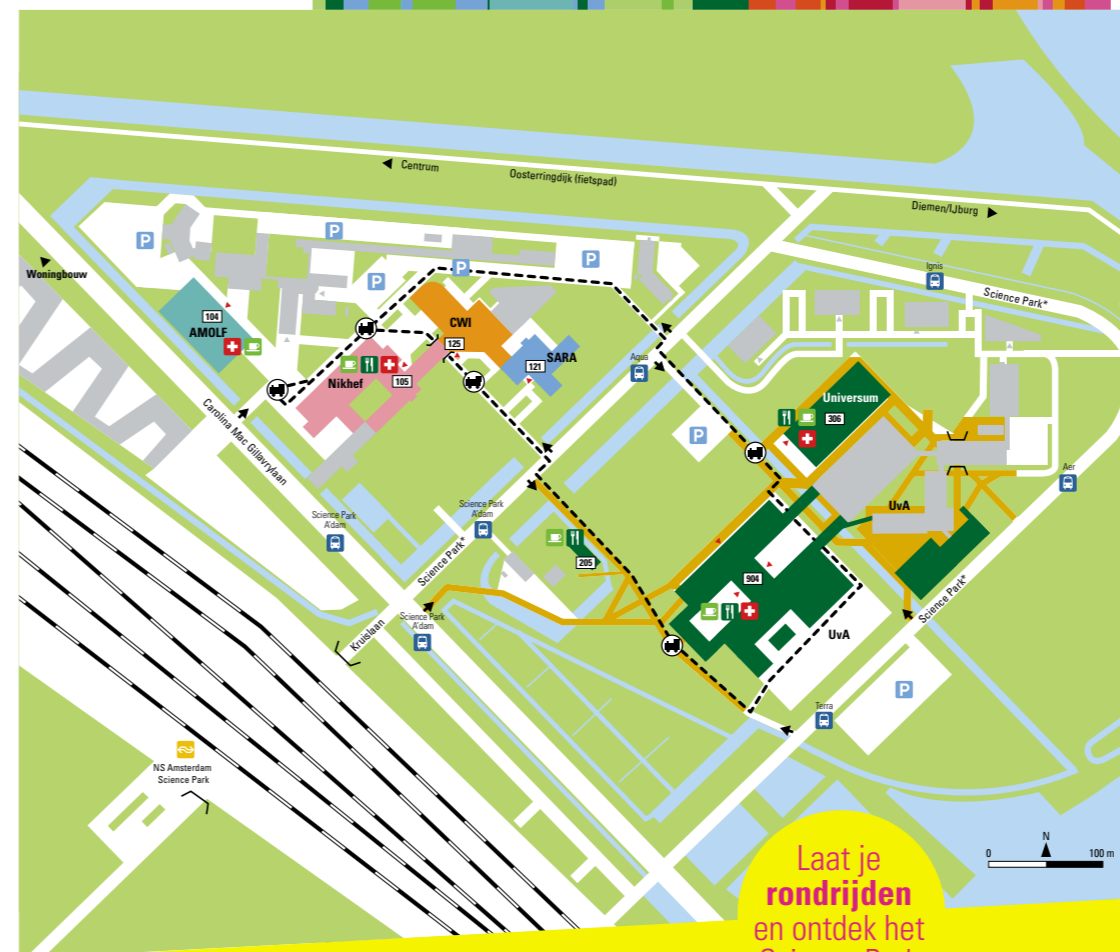 Centrum
Oosterringdijk (fietspad)
Diemen/IJburg
P
P
P
P
Woningbouw
Ignis
Science Park*
104
AMOLF
CWI
125
SARA
121
Aqua
Nikhef
105
Carolina Mac Gillavrylaan
Universum
306
P
Aer
UvA
Science Park
A'dam
Science Park
A'dam
Science Park*
205
904
Science Park*
Science Park
A'dam
Kruislaan
UvA
P
Terra
NS Amsterdam
Science Park
N
0
100 m
Laat je
rondrijden
en ontdek het
Science Park